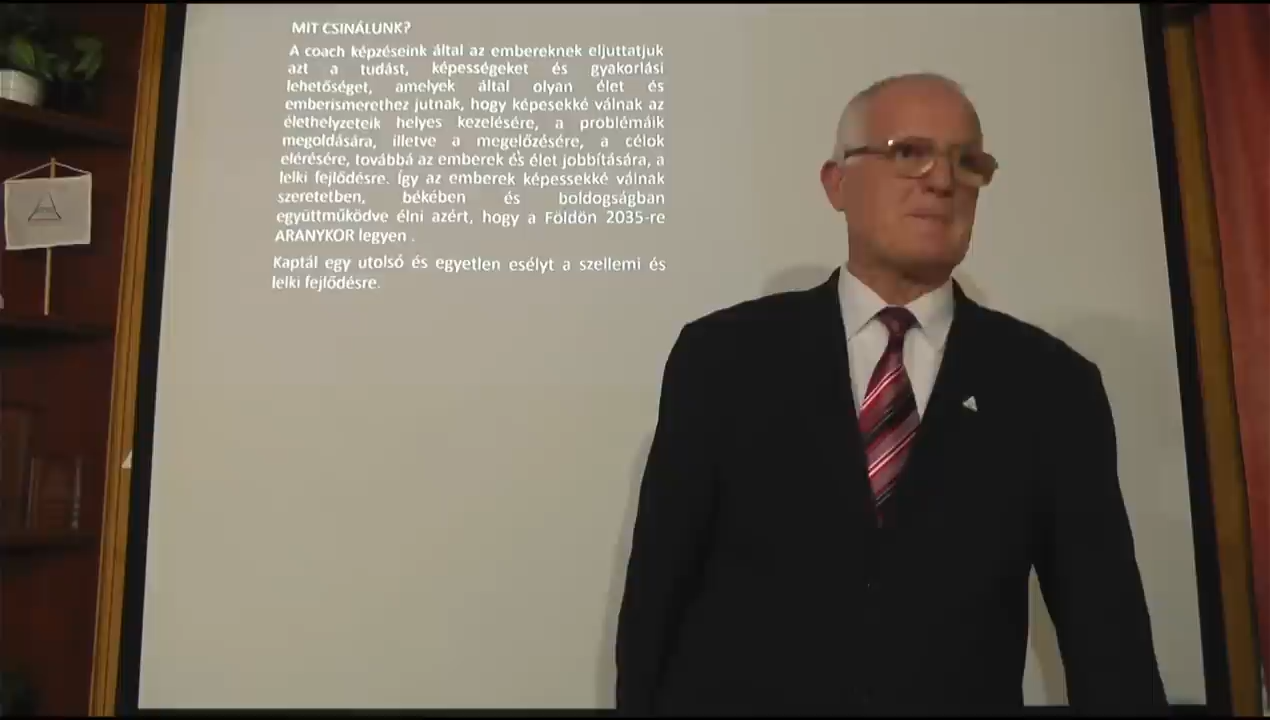 MIT CSINÁLUNK?
A coach képzéseink által az embereknek eljuttatjuk
azt a tudást, képességeket és gyakorlási
lehetőséget, amelyek által olyan élet és
emberismerethez jutnak, hogy képesekké válnak az
élethelyzeteik helyes kezelésére, a problémáik
megoldására, illetve a megelőzésére, a célok
elérésére, továbbá az emberek és élet jobbítására, a
lelki fejlődésre. Így az emberek képessekké válnak
szeretetben, békében és boldogságban
együttműködve élni azért, hogy a Földön 2035-re
ARANYKOR legyen .
Kaptál egy utolsó és egyetlen esélyt a szellemi és
lelki fejlődésre.